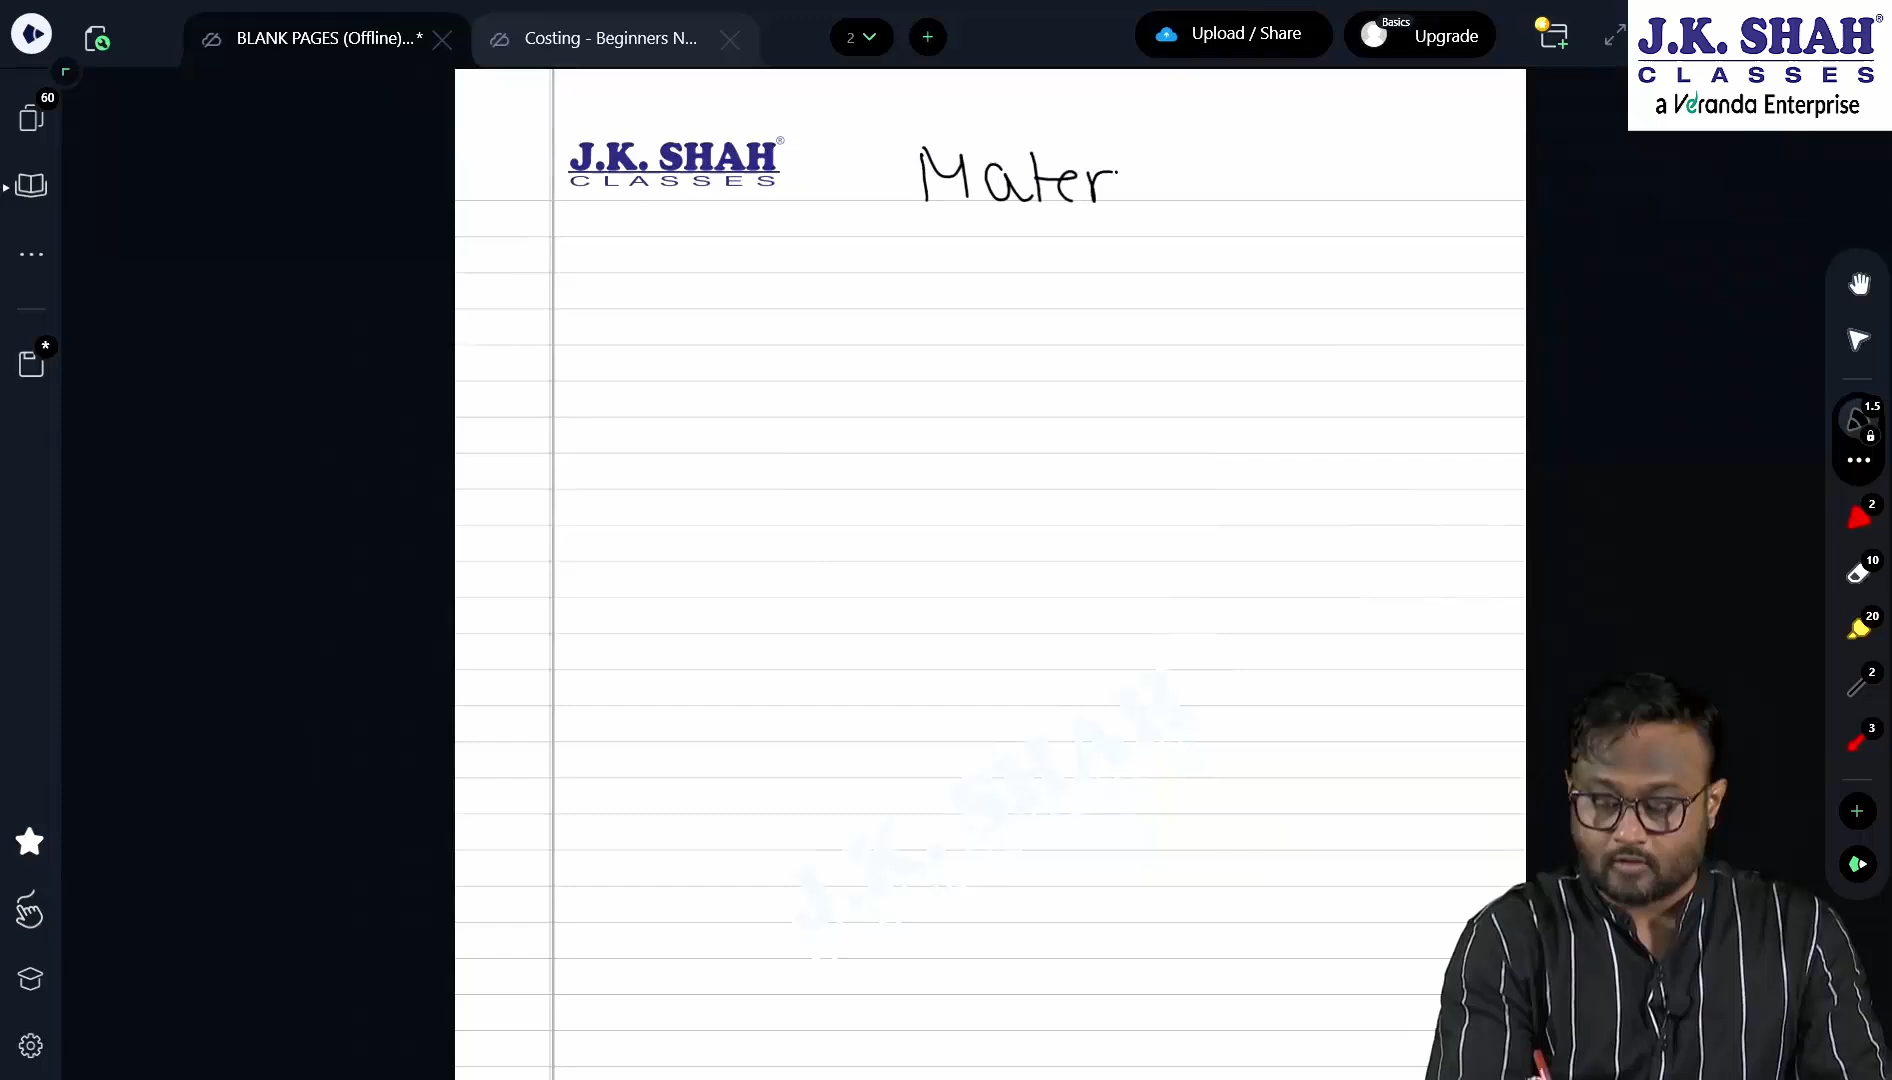 BLANK PAGES (Offline)...*
Costing - Beginners N...
2
Upload / Share
Basics
Upgrade
J.K. SHAH®
CLASSES
a Veranda Enterprise
60
J.K. SHAH®
CLASSES
Mater
*
1.5
2
10
20
2
3
J.K. SHAH